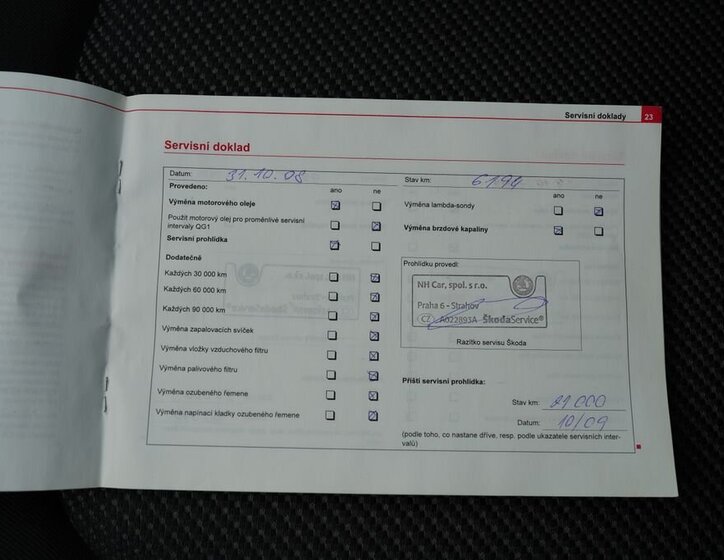 Servisní doklady 23
Servisní doklad
Datum: 31.10.08
Stav km: 6194
Provedeno:
ano ne
ano ne
Výměna motorového oleje
Použit motorový olej pro proměnlivé servisní
intervaly QG1
Servisní prohlídka
Výměna lambda-sondy
Výměna brzdové kapaliny
Dodatečně
Každých 30 000 km
Každých 60 000 km
Každých 90 000 km
Výměna zapalovacích svíček
Výměna vložky vzduchového filtru
Výměna palivového filtru
Výměna ozubeného řemene
Výměna napínací kladky ozubeného řemene
Prohlídku provedl:
NH Car, spol. s r.o.
Praha 6 - Strahov
CZ A022893A ŠkodaService®
Razítko servisu Škoda
Příští servisní prohlídka:
Stav km: 21 000
Datum: 10/09
(podle toho, co nastane dříve, resp. podle ukazatele servisních inter-
valů)